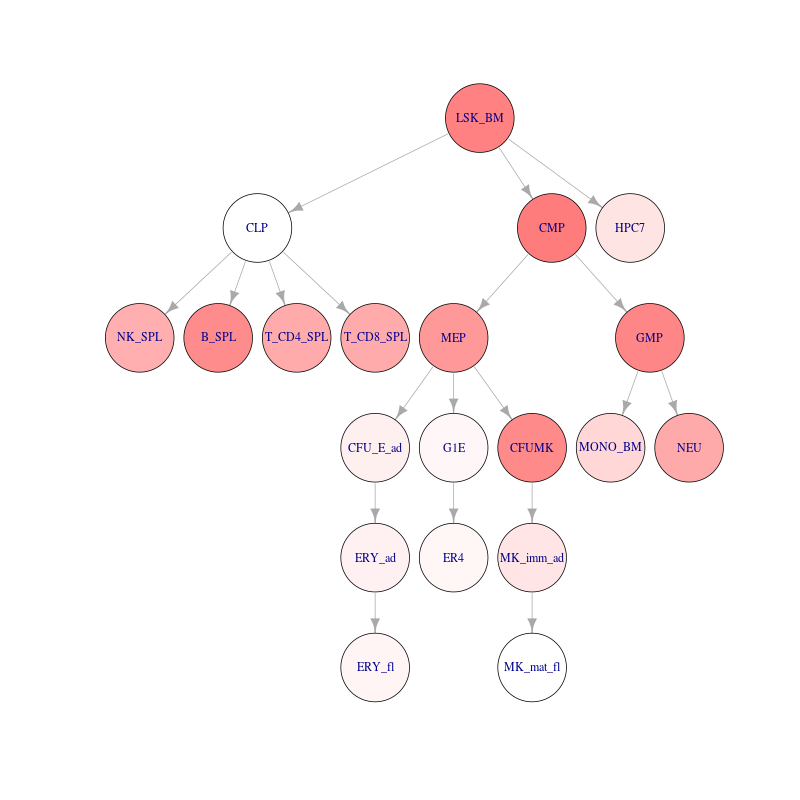 LSK_BM
CLP
CMP
HPC7
NK_SPL
B_SPL
T_CD4_SPL
T_CD8_SPL
MEP
GMP
CFU_E_ad
G1E
CFUMK
MONO_BM
NEU
ERY_ad
ER4
MK_imm_ad
ERY_fl
MK_mat_fl